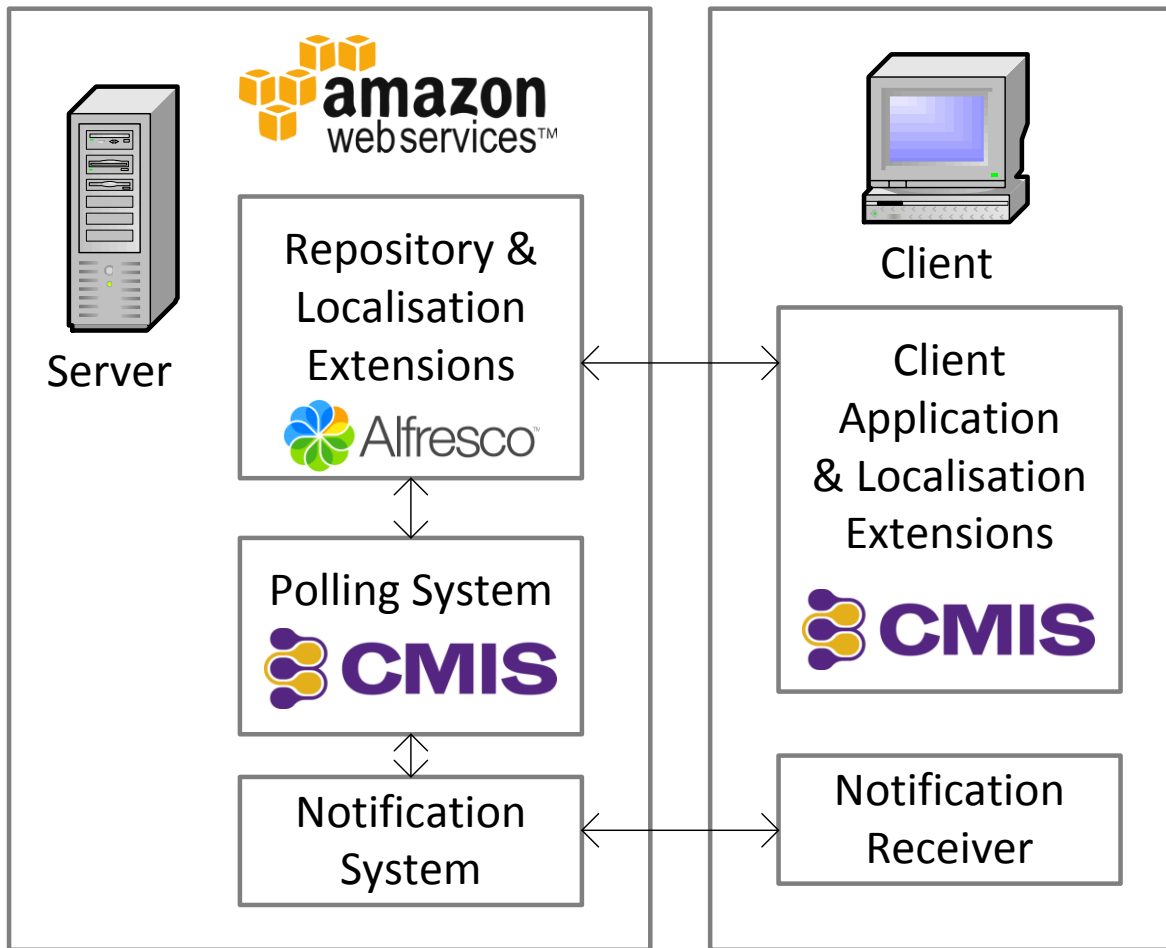 amazon
webservices™
Server
Repository &
Localisation
Extensions
Alfresco™
Polling System
CMIS
Notification
System
Client
Client
Application
& Localisation
Extensions
CMIS
Notification
Receiver